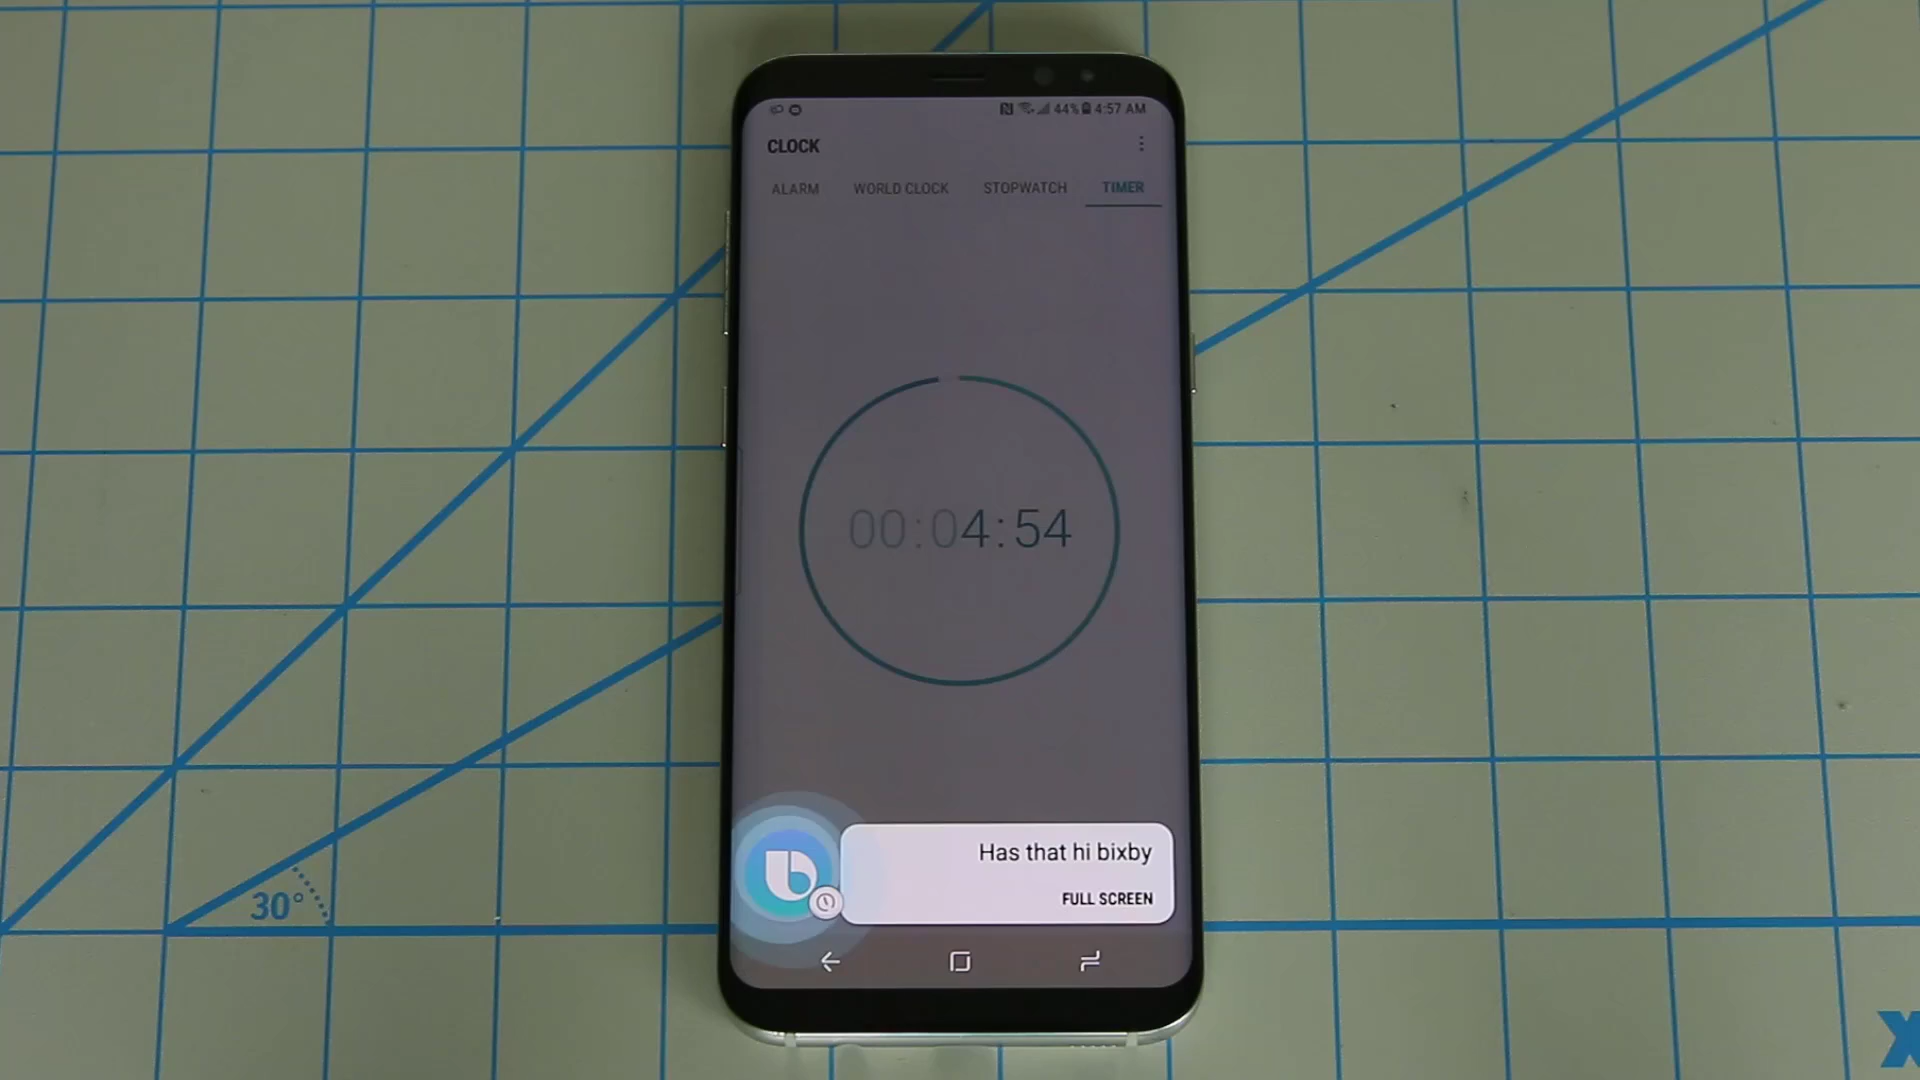 44% 4:57 AM
CLOCK
ALARM WORLD CLOCK STOPWATCH TIMER
00:04:54
Has that hi bixby
FULL SCREEN
30°
X